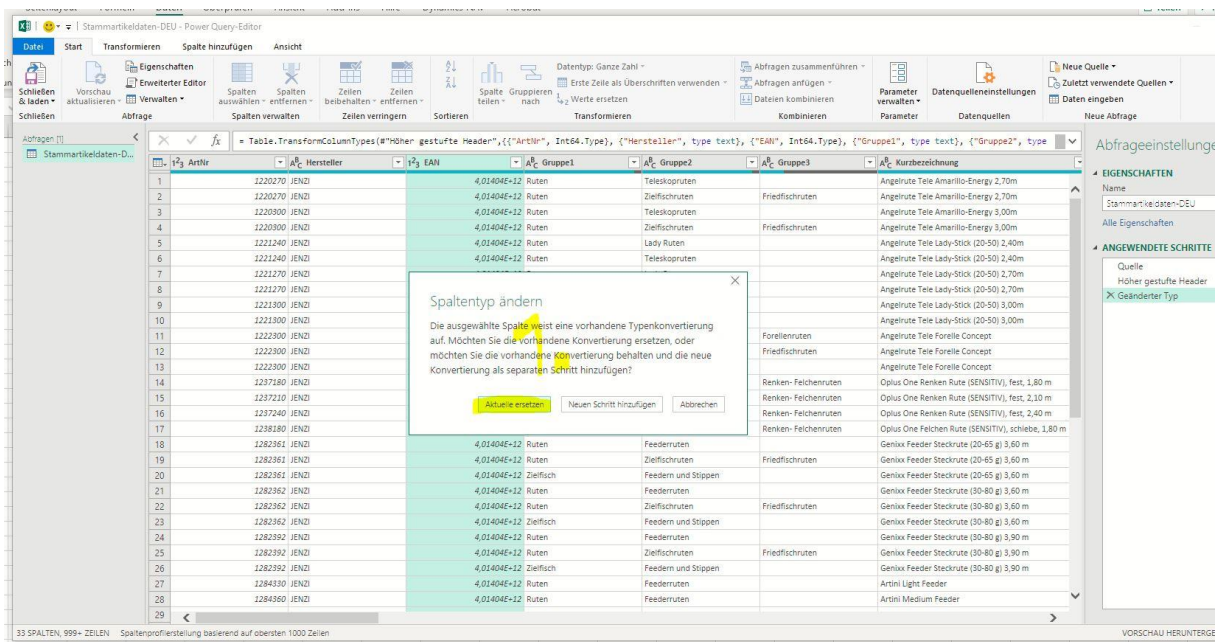 Stammartikeldaten-DEU - Power Query-Editor
Datei Start Transformieren Spalte hinzufügen Ansicht
Schließen & laden
Vorschau aktualisieren
Eigenschaften
Erweiterter Editor
Verwalten
Spalten auswählen
Spalten entfernen
Zeilen beibehalten
Zeilen entfernen
Spalte teilen
Gruppieren nach
Datentyp: Ganze Zahl
Erste Zeile als Überschriften verwenden
Werte ersetzen
Abfragen zusammenführen
Abfragen anfügen
Dateien kombinieren
Parameter verwalten
Datenquelleneinstellungen
Neue Quelle
Zuletzt verwendete Quellen
Daten eingeben
Schließen Abfrage Spalten verwalten Zeilen verringern Sortieren Transformieren Kombinieren Parameter Datenquellen Neue Abfrage
Abfragen [1]
Stammartikeldaten-D...
= Table.TransformColumnTypes(#"Höher gestufte Header",{{"ArtNr", Int64.Type}, {"Hersteller", type text}, {"EAN", Int64.Type}, {"Gruppe1", type text}, {"Gruppe2", type
ArtNr Hersteller EAN Gruppe1 Gruppe2 Gruppe3 Kurzbezeichnung
1 1220270 JENZI 4,01404E+12 Ruten Teleskopruten Angelrute Tele Amarillo-Energy 2,70m
2 1220270 JENZI 4,01404E+12 Ruten Zielfischruten Friedfischruten Angelrute Tele Amarillo-Energy 2,70m
3 1220300 JENZI 4,01404E+12 Ruten Teleskopruten Angelrute Tele Amarillo-Energy 3,00m
4 1220300 JENZI 4,01404E+12 Ruten Zielfischruten Friedfischruten Angelrute Tele Amarillo-Energy 3,00m
5 1221240 JENZI 4,01404E+12 Ruten Lady Ruten Angelrute Tele Lady-Stick (20-50) 2,40m
6 1221240 JENZI 4,01404E+12 Ruten Teleskopruten Angelrute Tele Lady-Stick (20-50) 2,40m
7 1221270 JENZI Angelrute Tele Lady-Stick (20-50) 2,70m
8 1221270 JENZI Angelrute Tele Lady-Stick (20-50) 2,70m
9 1221300 JENZI Angelrute Tele Lady-Stick (20-50) 3,00m
10 1221300 JENZI Angelrute Tele Lady-Stick (20-50) 3,00m
11 1222300 JENZI Forellenruten Angelrute Tele Forelle Concept
12 1222300 JENZI Friedfischruten Angelrute Tele Forelle Concept
13 1222300 JENZI Angelrute Tele Forelle Concept
14 1237180 JENZI Renken- Felchenruten Oplus One Renken Rute (SENSITIV), fest, 1,80 m
15 1237210 JENZI Renken- Felchenruten Oplus One Renken Rute (SENSITIV), fest, 2,10 m
16 1237240 JENZI Renken- Felchenruten Oplus One Renken Rute (SENSITIV), fest, 2,40 m
17 1238180 JENZI Renken- Felchenruten Oplus One Felchen Rute (SENSITIV), schiebe, 1,80 m
18 1282361 JENZI 4,01404E+12 Ruten Feederruten Genixx Feeder Steckrute (20-65 g) 3,60 m
19 1282361 JENZI 4,01404E+12 Ruten Zielfischruten Friedfischruten Genixx Feeder Steckrute (20-65 g) 3,60 m
20 1282361 JENZI 4,01404E+12 Zielfisch Feedern und Stippen Genixx Feeder Steckrute (20-65 g) 3,60 m
21 1282362 JENZI 4,01404E+12 Ruten Feederruten Genixx Feeder Steckrute (30-80 g) 3,60 m
22 1282362 JENZI 4,01404E+12 Ruten Zielfischruten Friedfischruten Genixx Feeder Steckrute (30-80 g) 3,60 m
23 1282362 JENZI 4,01404E+12 Zielfisch Feedern und Stippen Genixx Feeder Steckrute (30-80 g) 3,60 m
24 1282392 JENZI 4,01404E+12 Ruten Feederruten Genixx Feeder Steckrute (30-80 g) 3,90 m
25 1282392 JENZI 4,01404E+12 Ruten Zielfischruten Friedfischruten Genixx Feeder Steckrute (30-80 g) 3,90 m
26 1282392 JENZI 4,01404E+12 Zielfisch Feedern und Stippen Genixx Feeder Steckrute (30-80 g) 3,90 m
27 1284330 JENZI 4,01404E+12 Ruten Feederruten Artini Light Feeder
28 1284360 JENZI 4,01404E+12 Ruten Feederruten Artini Medium Feeder
29
Spaltentyp ändern
Die ausgewählte Spalte weist eine vorhandene Typenkonvertierung
auf. Möchten Sie die vorhandene Konvertierung ersetzen, oder
möchten Sie die vorhandene Konvertierung behalten und die neue
Konvertierung als separaten Schritt hinzufügen?
1.
Aktuelle ersetzen Neuen Schritt hinzufügen Abbrechen
Abfrageeinstellunge
EIGENSCHAFTEN
Name
Stammartikeldaten-DEU
Alle Eigenschaften
ANGEWENDETE SCHRITTE
Quelle
Höher gestufte Header
Geänderter Typ
33 SPALTEN, 999+ ZEILEN Spaltenprofilerstellung basierend auf obersten 1000 Zeilen VORSCHAU HERUNTERGE